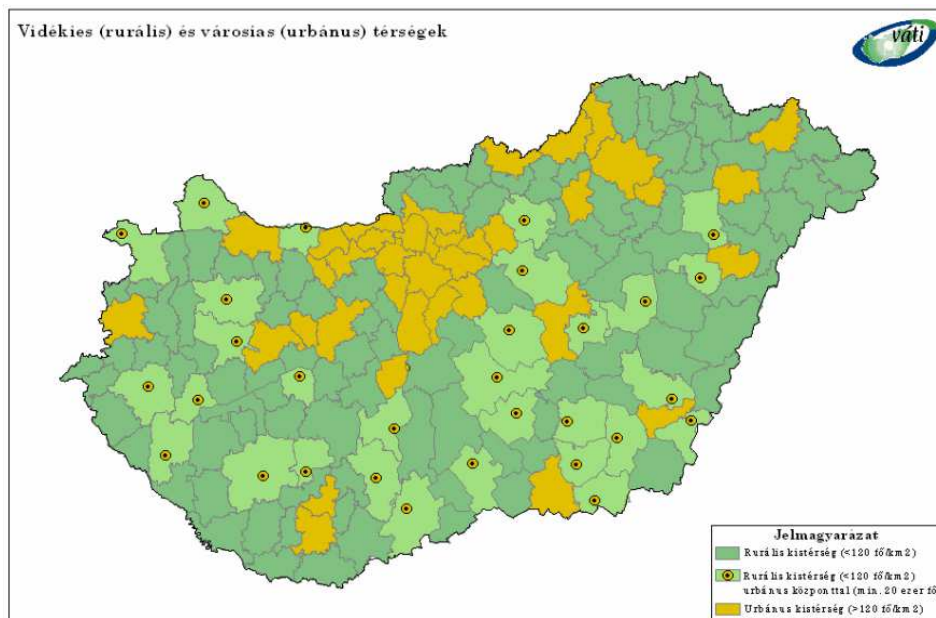 Vidékies (rurális) és városias (urbánus) térségek
váti
Jelmagyarázat
Rurális kistérség (<120 fő/km2)
Rurális kistérség (<120 fő/km2)
urbánus központtal (min. 20 ezer fő
Urbánus kistérség (>120 fő/km2)